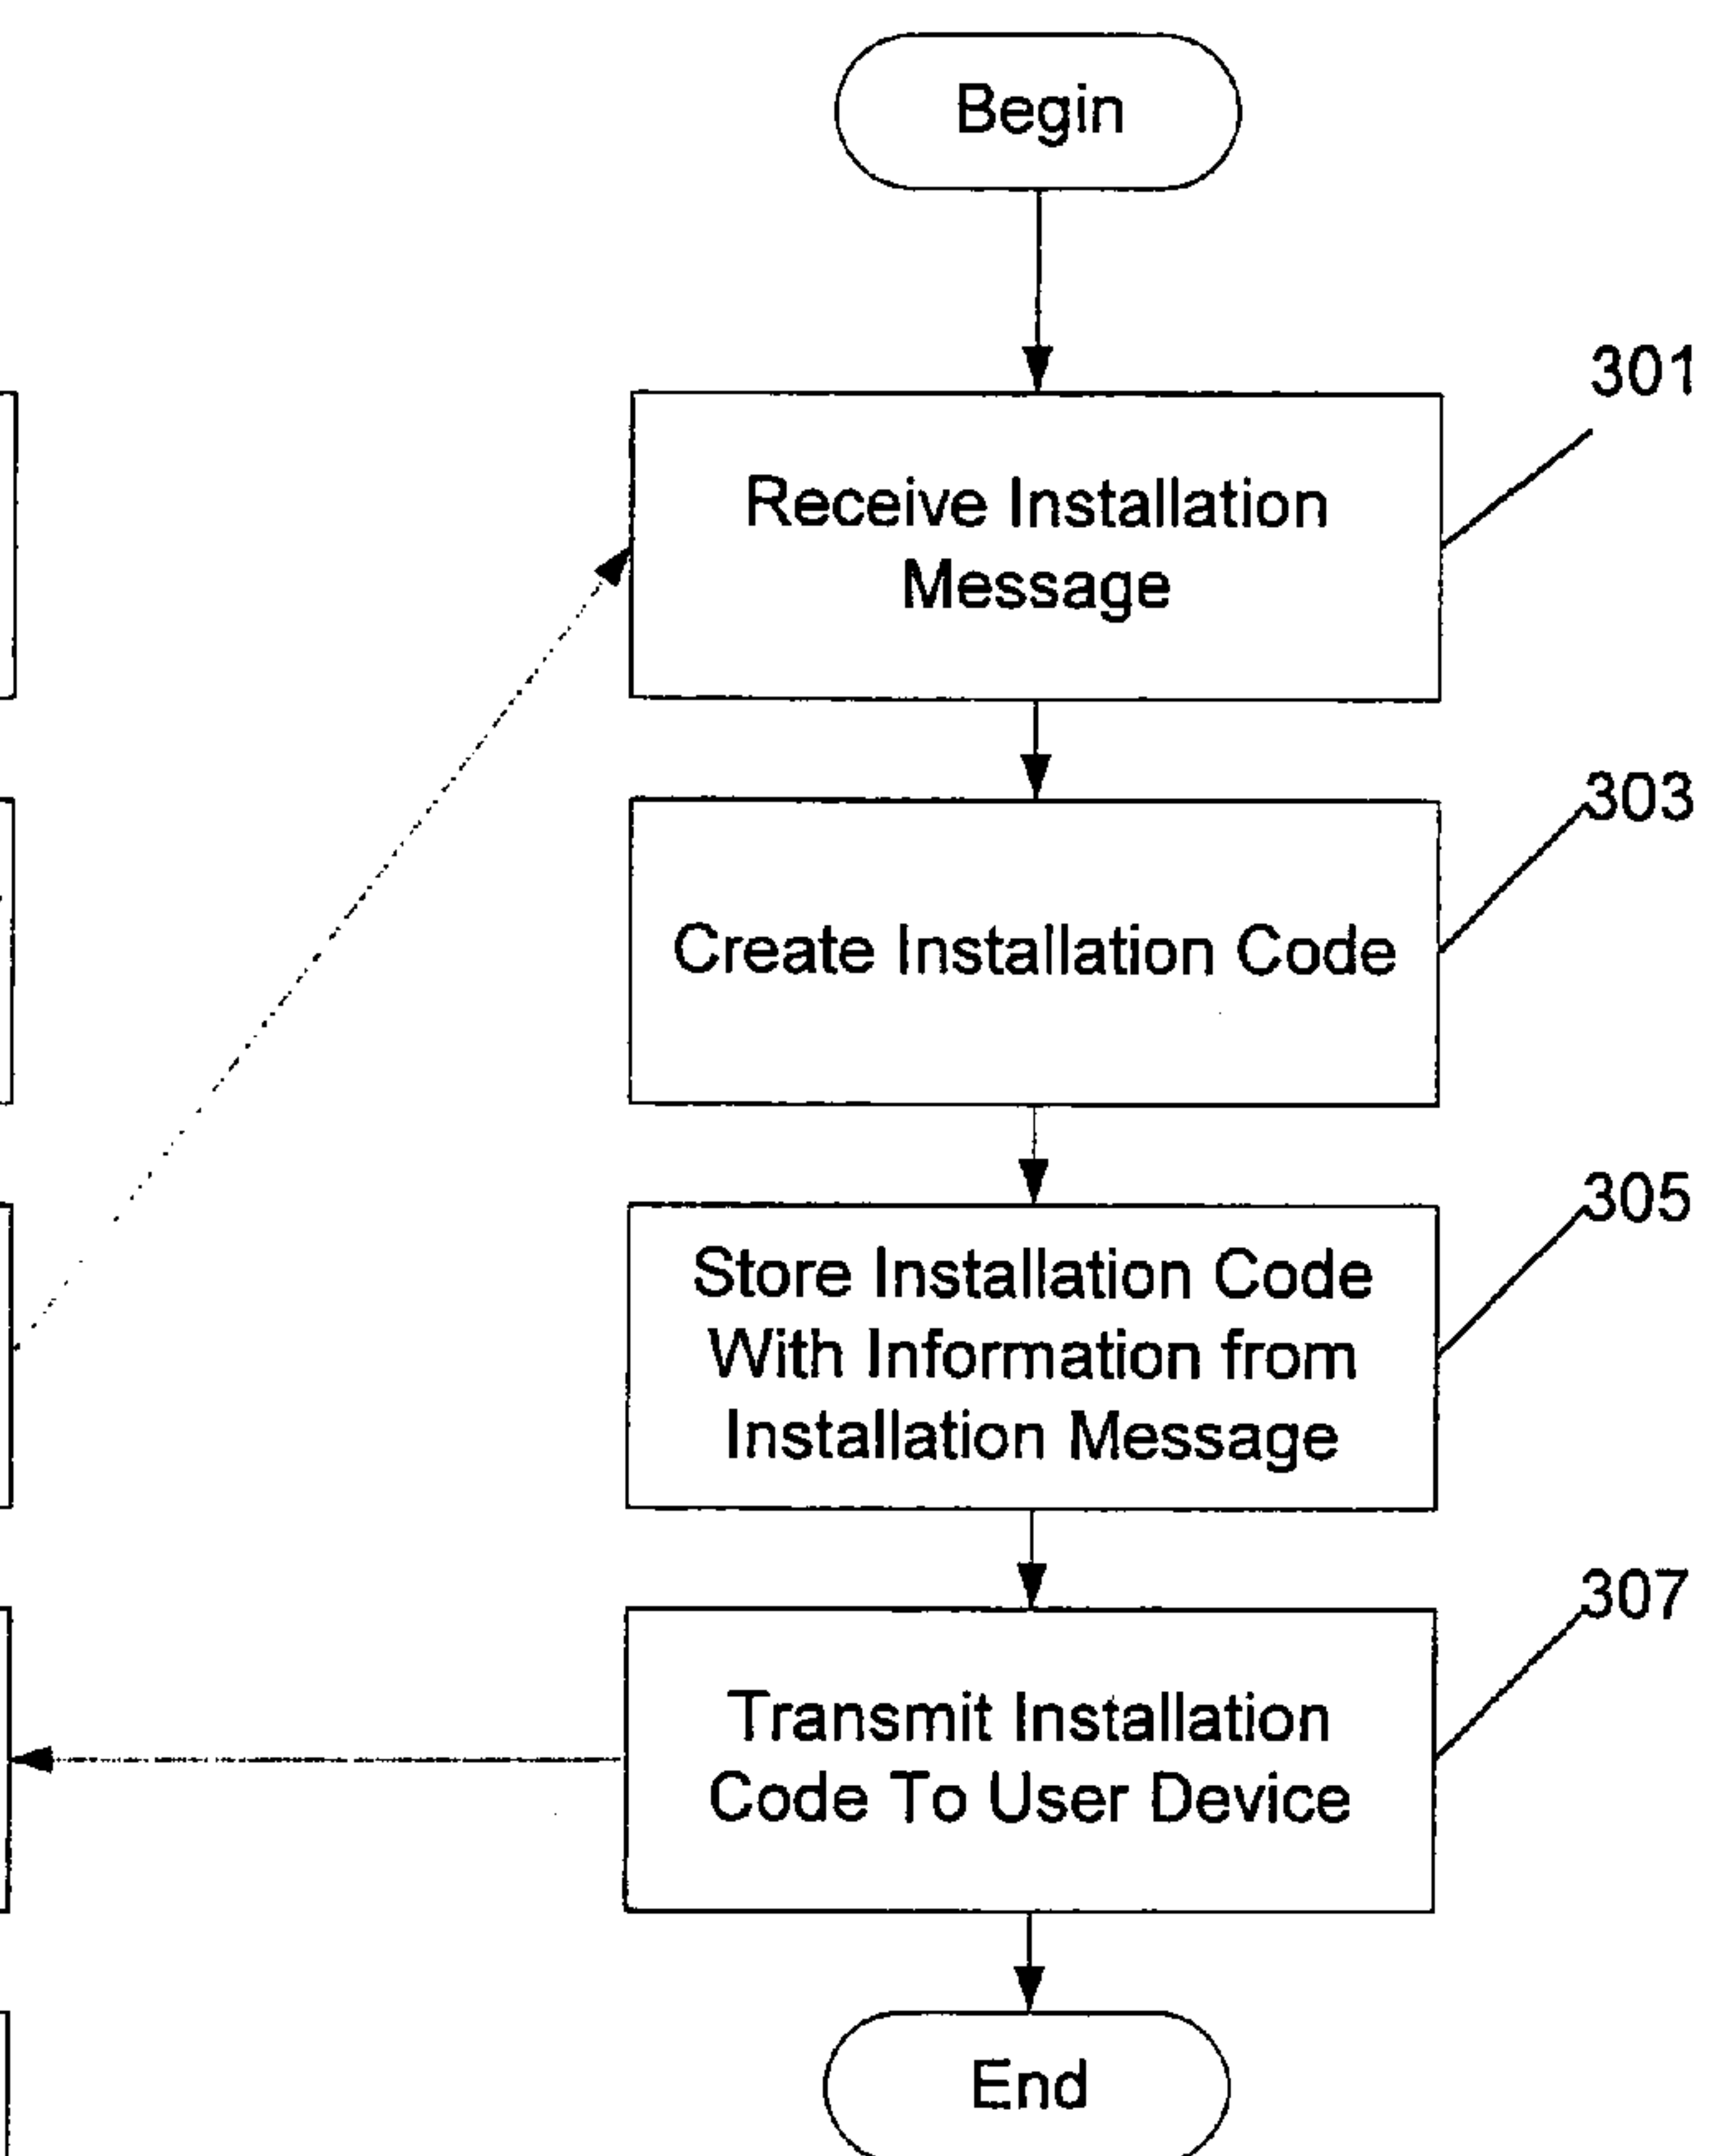 Begin
301
Receive Installation
Message
303
Create Installation Code
305
Store Installation Code
With Information from
Installation Message
307
Transmit Installation
Code To User Device
End